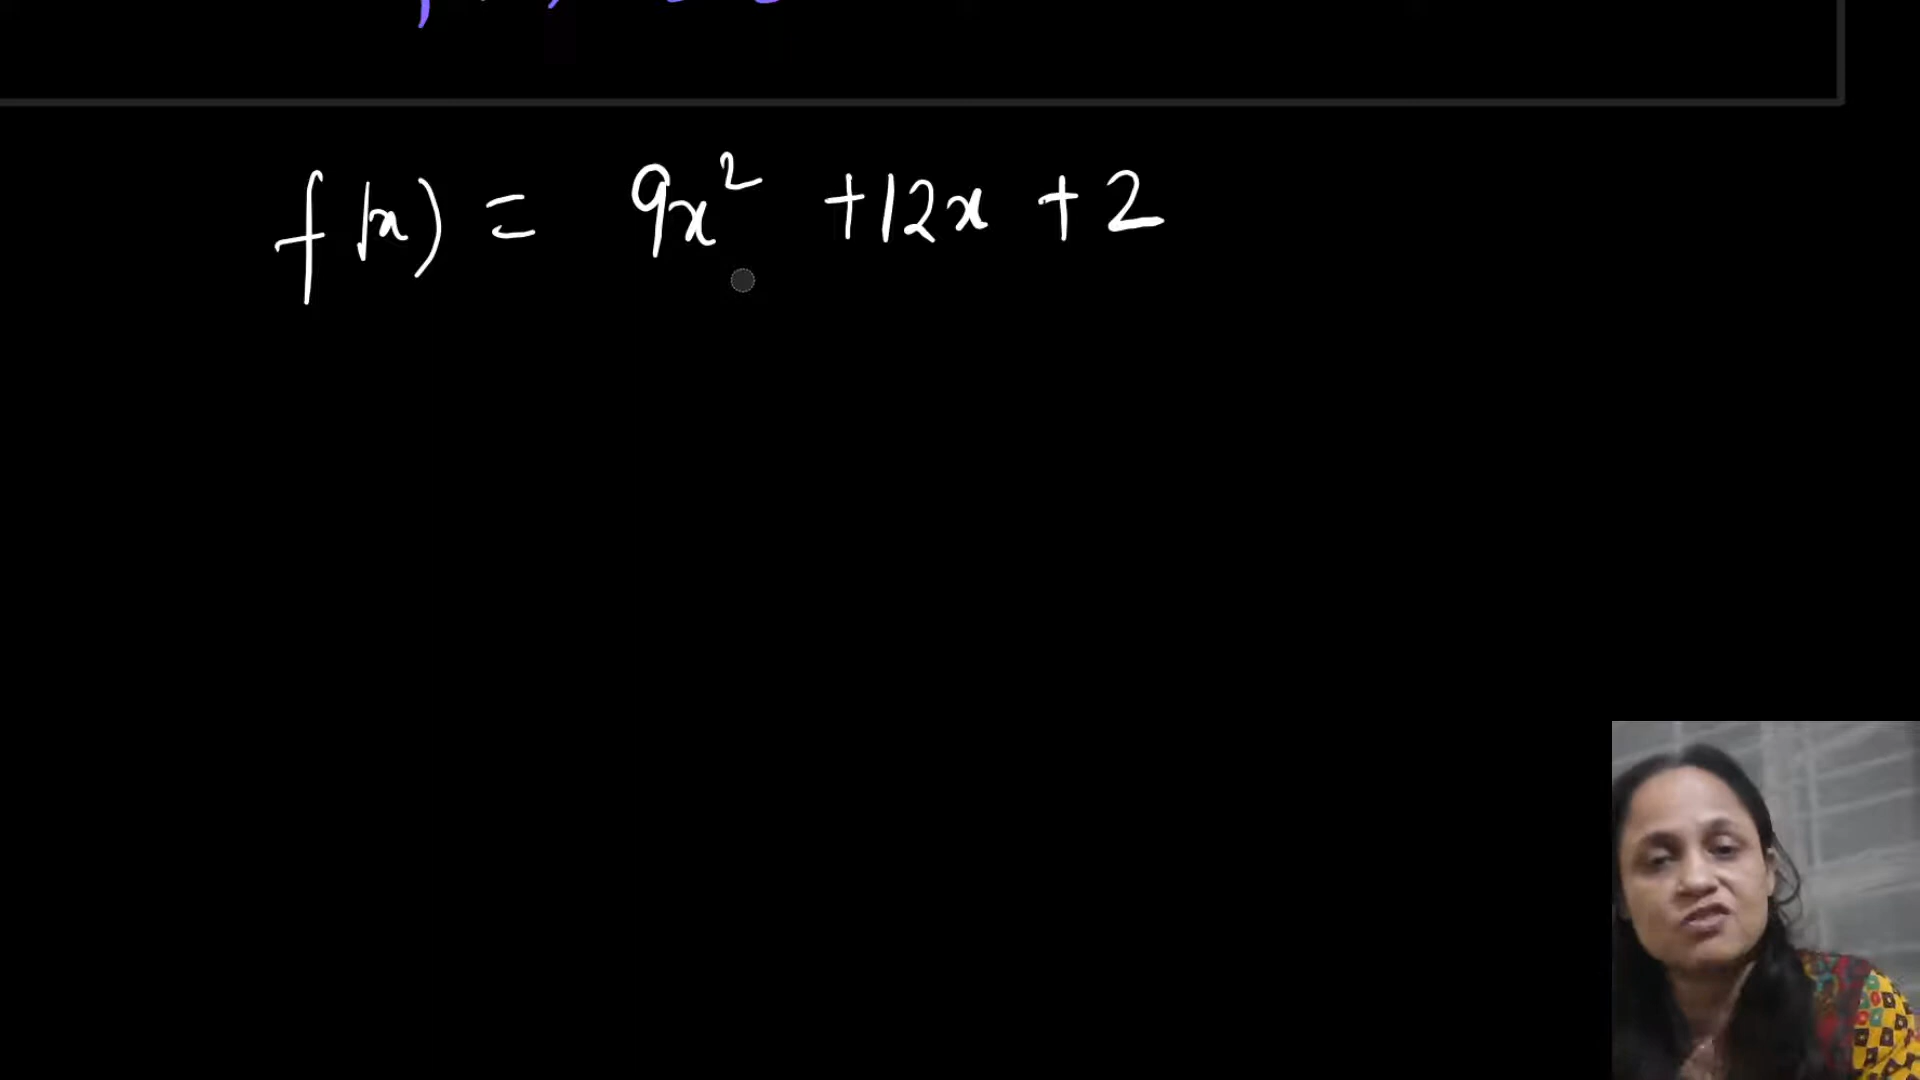 f(x) = 9x² +12x +2